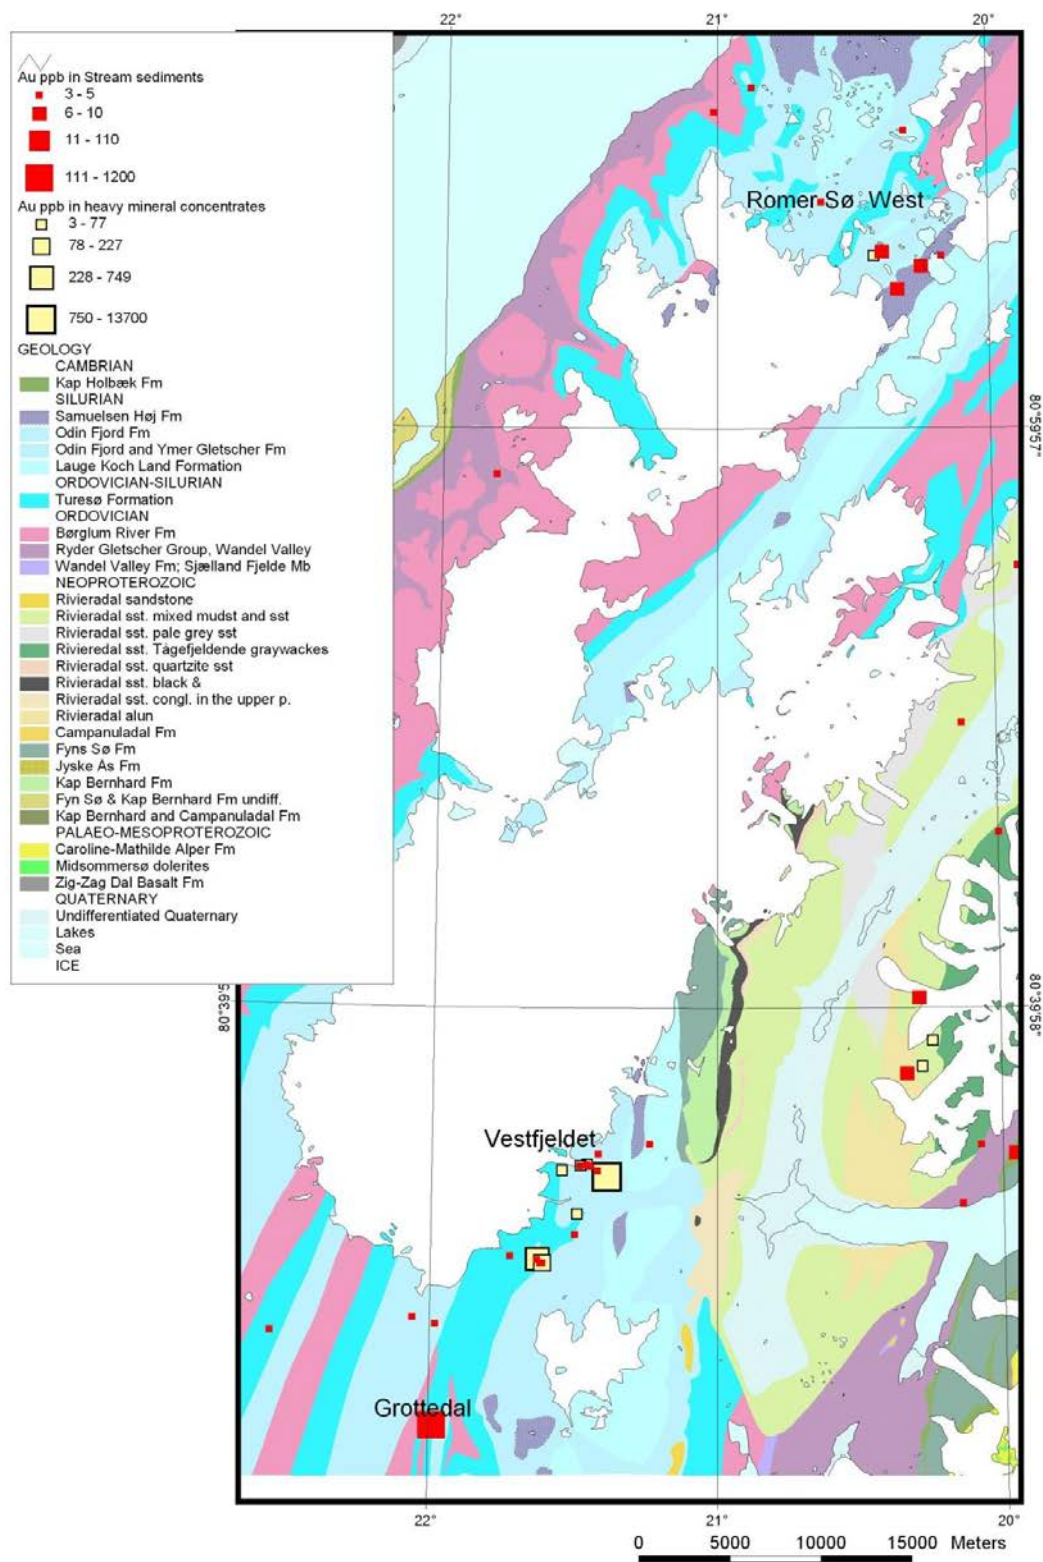 22°
21°
20°
Au ppb in Stream sediments
3 - 5
6 - 10
11 - 110
111 - 1200
Au ppb in heavy mineral concentrates
3 - 77
78 - 227
228 - 749
750 - 13700
GEOLOGY
CAMBRIAN
Kap Holbæk Fm
SILURIAN
Samuelsen Høj Fm
Odin Fjord Fm
Odin Fjord and Ymer Gletscher Fm
Lauge Koch Land Formation
ORDOVICIAN-SILURIAN
Turesø Formation
ORDOVICIAN
Børglum River Fm
Ryder Gletscher Group, Wandel Valley
Wandel Valley Fm; Sjælland Fjelde Mb
NEOPROTEROZOIC
Rivieradal sandstone
Rivieradal sst. mixed mudst and sst
Rivieradal sst. pale grey sst
Rivieredal sst. Tågefjeldende graywackes
Rivieradal sst. quartzite sst
Rivieradal sst. black &
Rivieradal sst. congl. in the upper p.
Rivieradal alun
Campanuladal Fm
Fyns Sø Fm
Jyske Ås Fm
Kap Bernhard Fm
Fyn Sø & Kap Bernhard Fm undiff.
Kap Bernhard and Campanuladal Fm
PALAEO-MESOPROTEROZOIC
Caroline-Mathilde Alper Fm
Midsommersø dolerites
Zig-Zag Dal Basalt Fm
QUATERNARY
Undifferentiated Quaternary
Lakes
Sea
ICE
Romer Sø West
80°59'57"
80°39'5
80°39'58"
Vestfjeldet
Grottedal
22°
21°
20°
0 5000 10000 15000 Meters